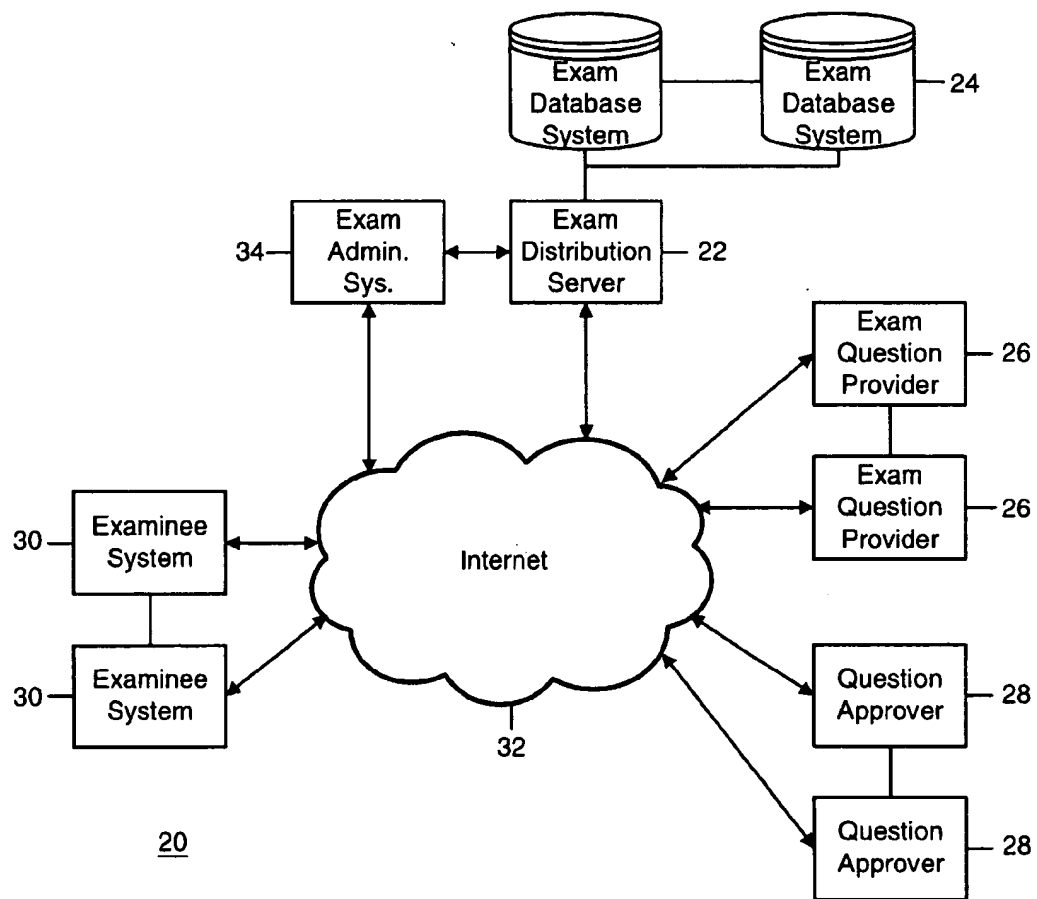 Exam
Database
System
Exam
Database
System
24
Exam
Admin.
Sys.
34
Exam
Distribution
Server
22
Exam
Question
Provider
26
Exam
Question
Provider
26
Examinee
System
30
Internet
Examinee
System
30
Question
Approver
28
32
Question
Approver
28
20